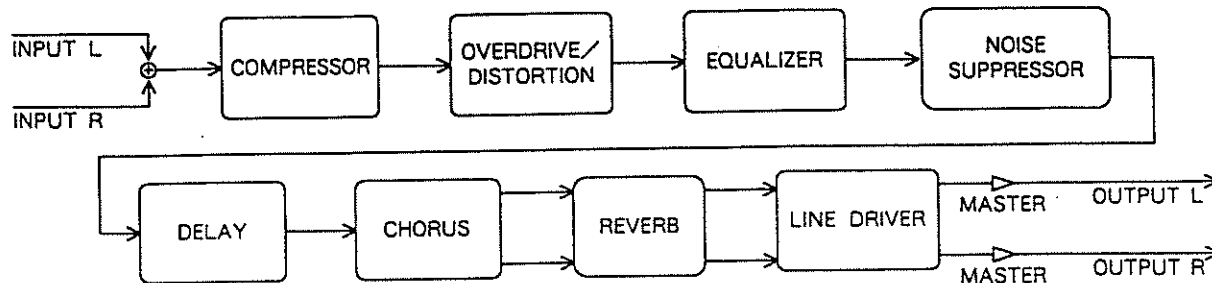 INPUT L
INPUT R
COMPRESSOR
OVERDRIVE/
DISTORTION
EQUALIZER
NOISE
SUPPRESSOR
DELAY
CHORUS
REVERB
LINE DRIVER
MASTER
OUTPUT L
MASTER
OUTPUT R